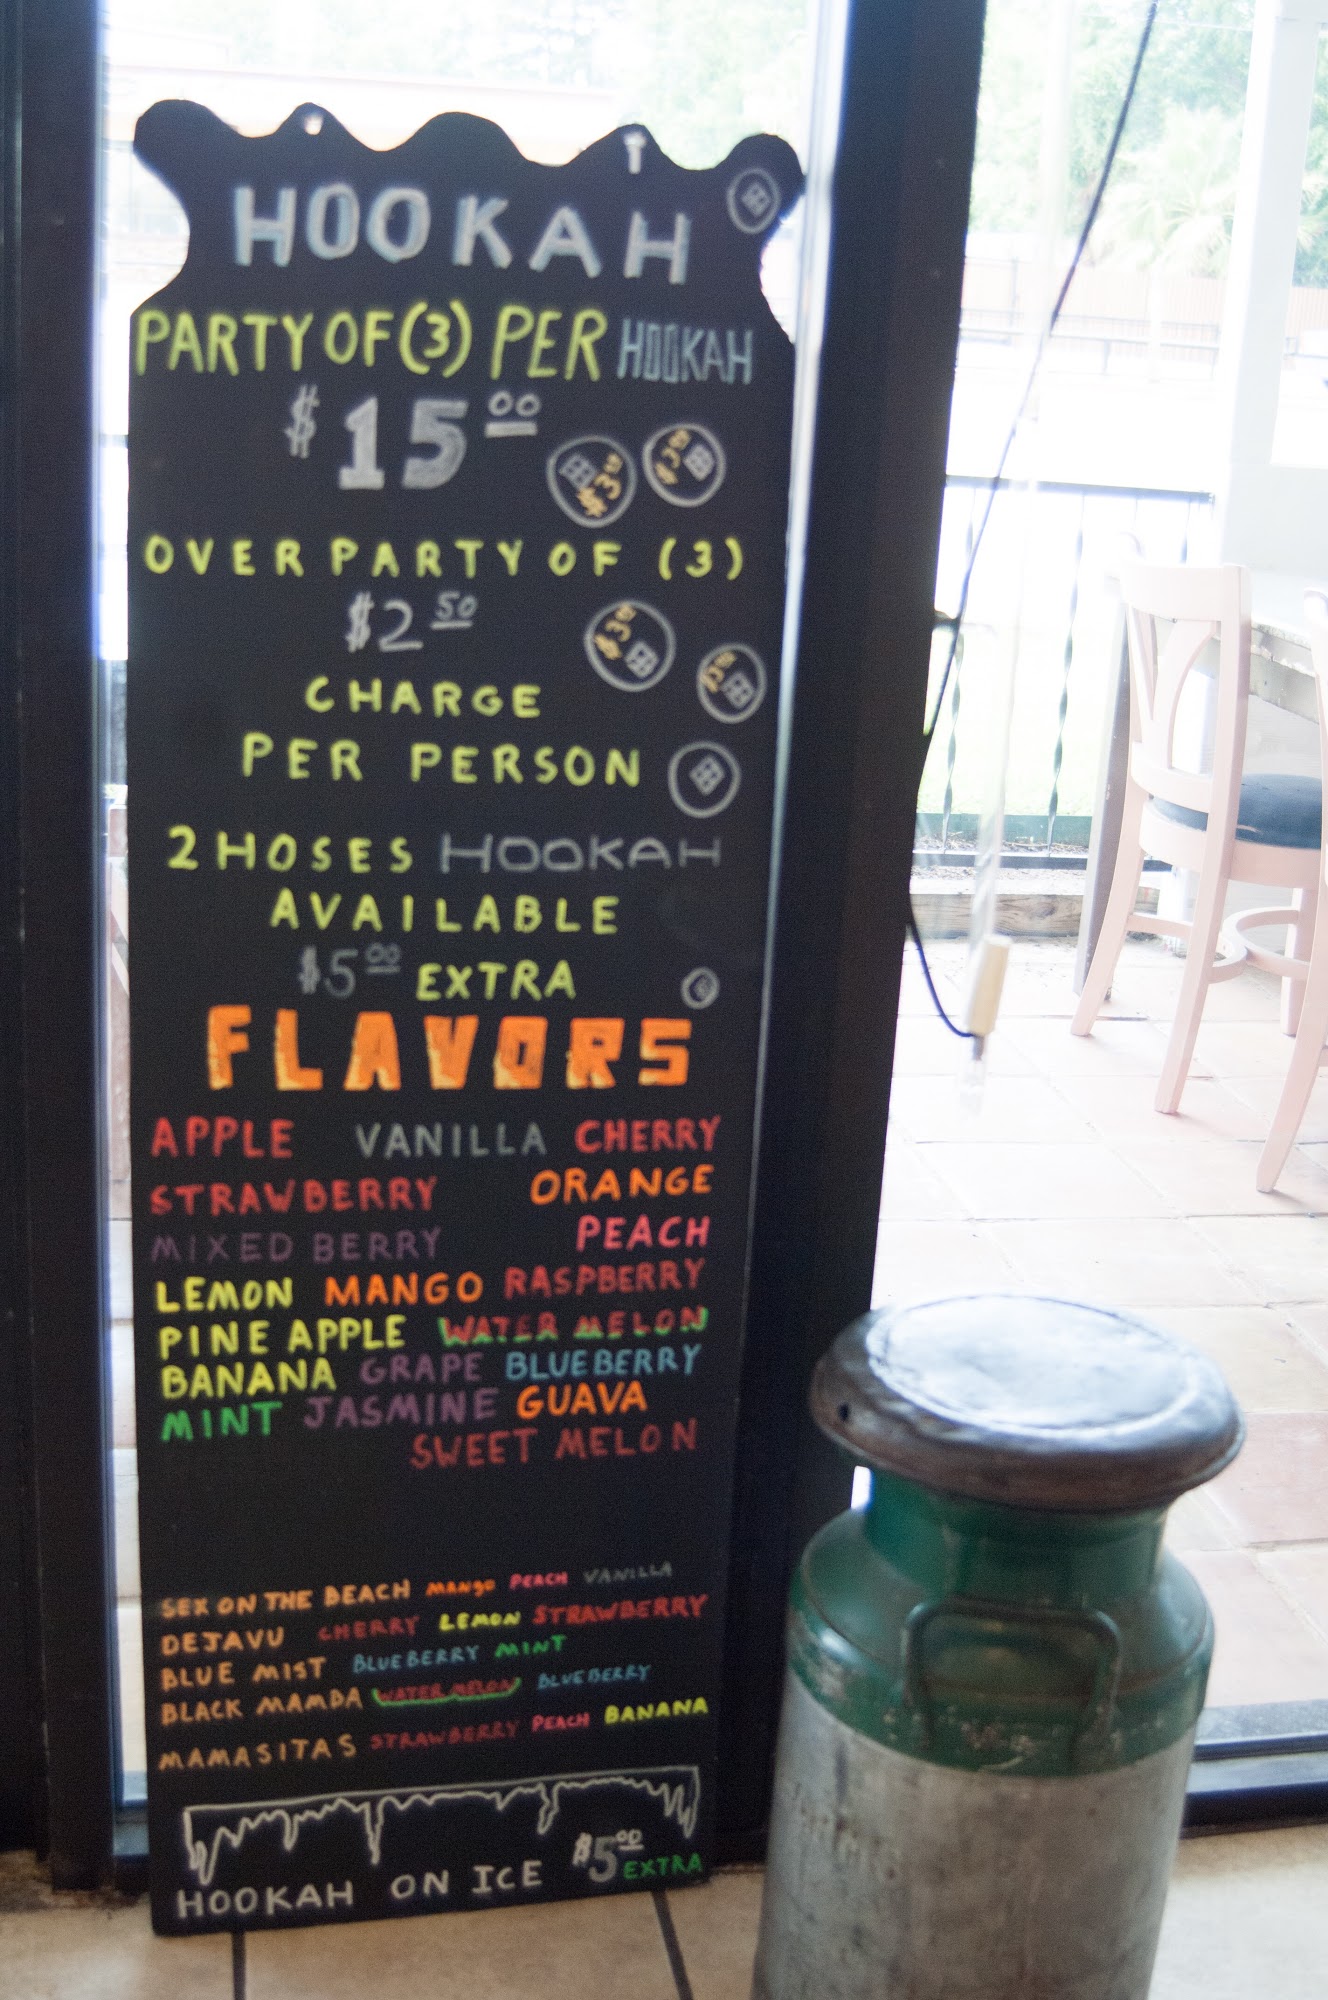 HOOKAH
PARTY OF (3) PER HOOKAH
$15.00
OVER PARTY OF (3)
$2.50
CHARGE
PER PERSON
2 HOSES HOOKAH
AVAILABLE
$5.00 EXTRA
FLAVORS
APPLE VANILLA CHERRY
STRAWBERRY ORANGE
MIXED BERRY PEACH
LEMON MANGO RASPBERRY
PINE APPLE WATER MELON
BANANA GRAPE BLUEBERRY
MINT JASMINE GUAVA
SWEET MELON
SEX ON THE BEACH MANGO PEACH VANILLA
DEJAVU CHERRY LEMON STRAWBERRY
BLUE MIST BLUEBERRY MINT
BLACK MAMBA WATER MELON BLUEBERRY
MAMASITAS STRAWBERRY PEACH BANANA
HOOKAH ON ICE $5.00 EXTRA